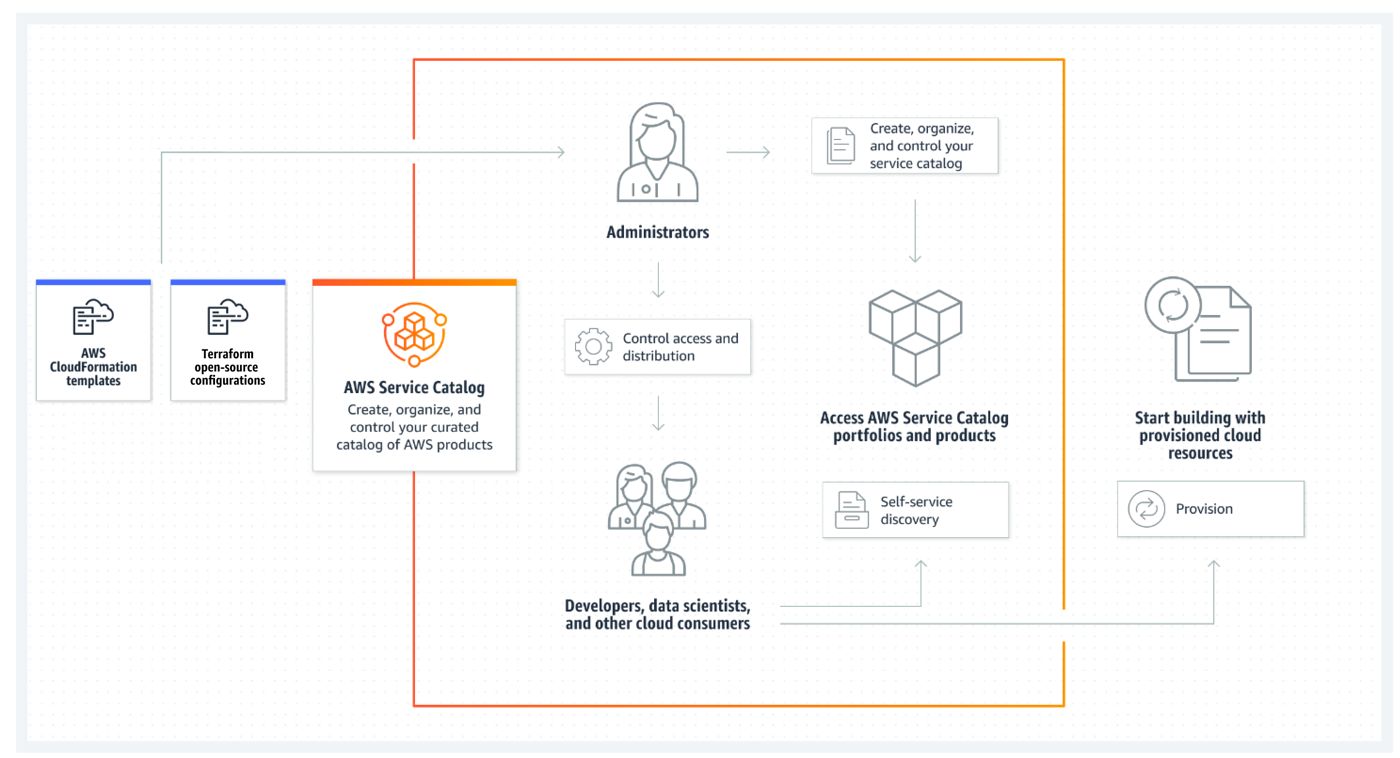 Create, organize,
and control your
service catalog
Administrators
AWS
CloudFormation
templates
Terraform
open-source
configurations
AWS Service Catalog
Create, organize, and
control your curated
catalog of AWS products
Control access and
distribution
Access AWS Service Catalog
portfolios and products
Start building with
provisioned cloud
resources
Self-service
discovery
Provision
Developers, data scientists,
and other cloud consumers